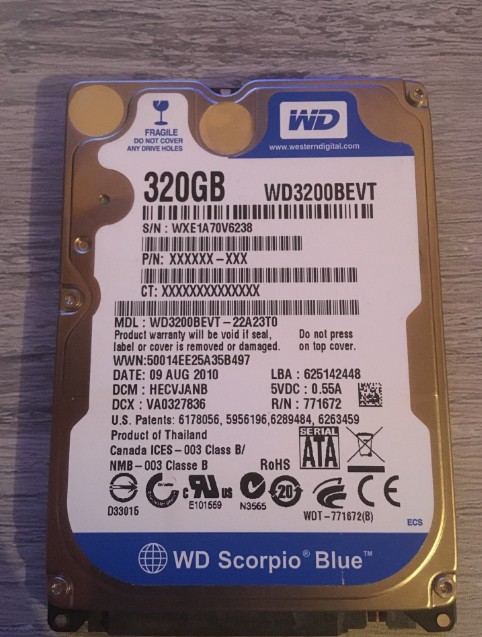 FRAGILE
DO NOT COVER
ANY DRIVE HOLES
WD
www.westerndigital.com
320GB WD3200BEVT
S/N : WXE1A70V6238
P/N: XXXXXX-XXX
CT: XXXXXXXXXXXXXX
MDL : WD3200BEVT-22A23T0
Product warranty will be void if seal, Do not press
label or cover is removed or damaged. on top cover.
WWN:50014EE25A35B497
DATE: 09 AUG 2010 LBA : 625142448
DCM : HECVJANB 5VDC : 0.55A
DCX : VA0327836 R/N : 771672
U.S. Patents: 6178056, 5956196,6289484, 6263459
Product of Thailand
Canada ICES-003 Class B/
NMB-003 Classe B
RoHS
SERIAL
ATA
D33015
c UL us
E101559
N3565
20
CE
WDT-771672(B)
ECS
WD Scorpio® Blue™